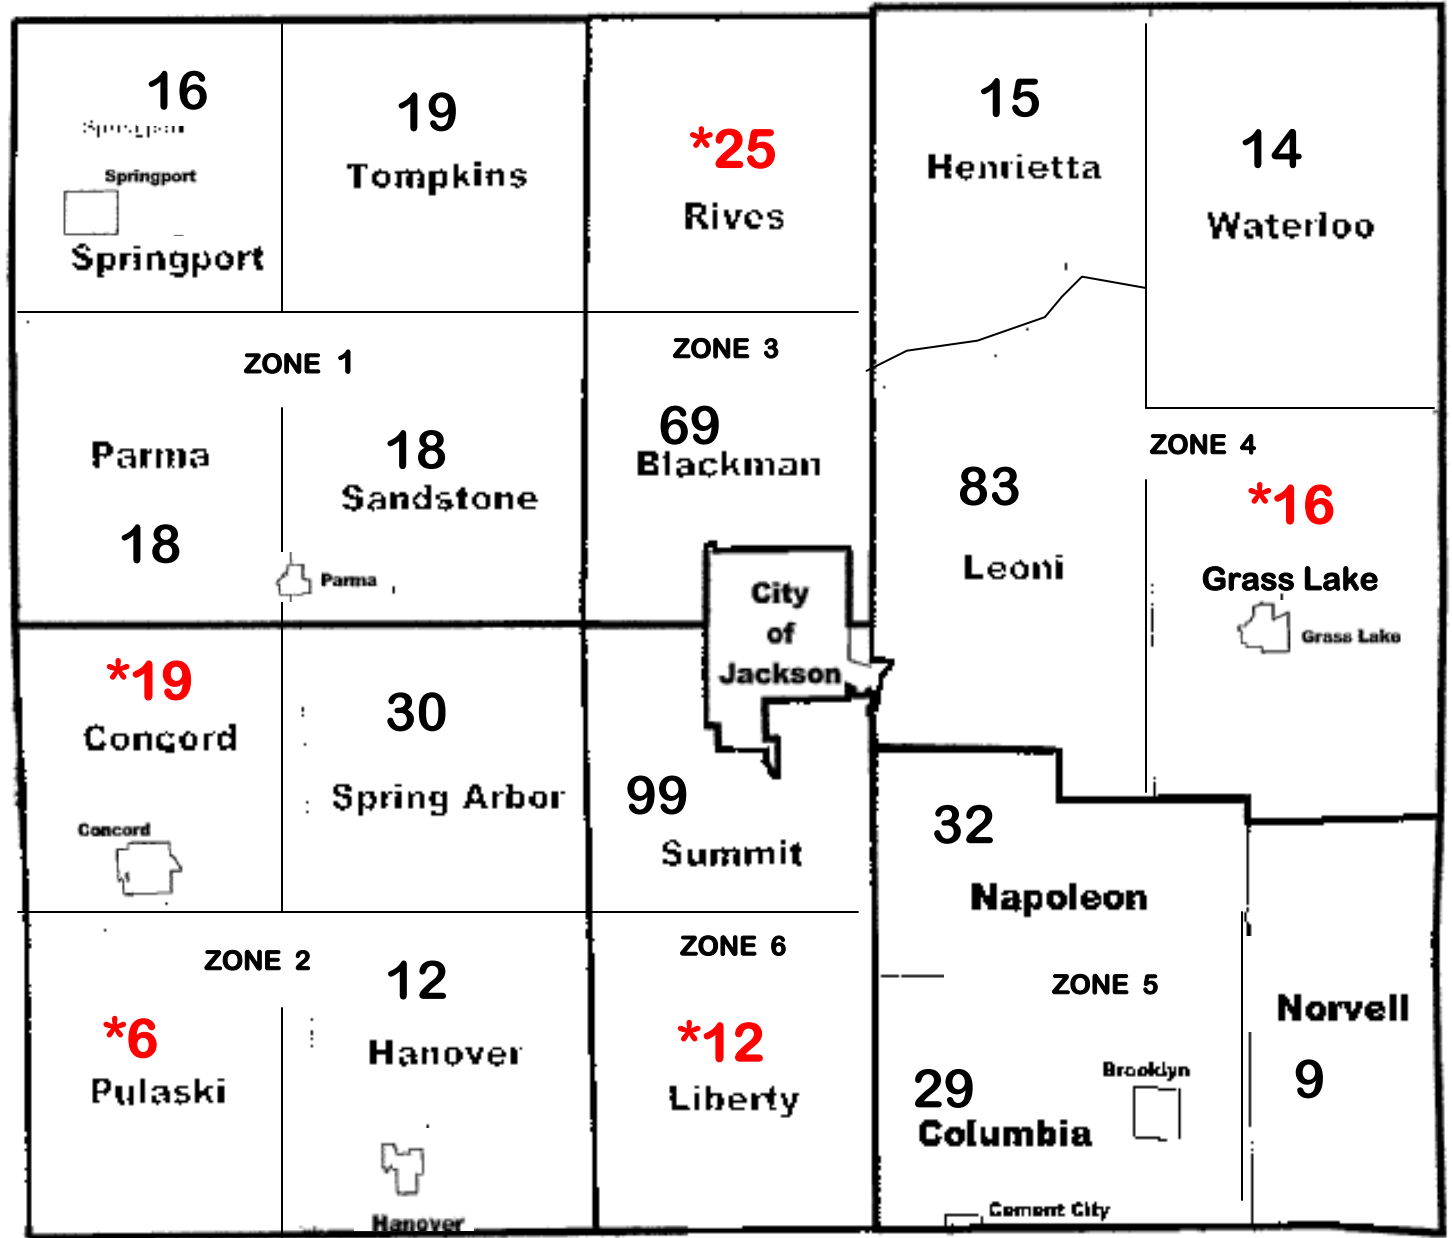 16
Springport
Springport
Springport
19
Tompkins
*25
Rives
15
Henrietta
14
Waterloo
ZONE 1
Parma
18
18
Sandstone
Parma
ZONE 3
69
Blackman
City
of
Jackson
83
Leoni
ZONE 4
*16
Grass Lake
Grass Lake
*19
Concord
Concord
30
Spring Arbor
99
Summit
32
Napoleon
ZONE 2
*6
Pulaski
12
Hanover
Hanover
ZONE 6
*12
Liberty
ZONE 5
29
Columbia
Brooklyn
Cement City
Norvell
9